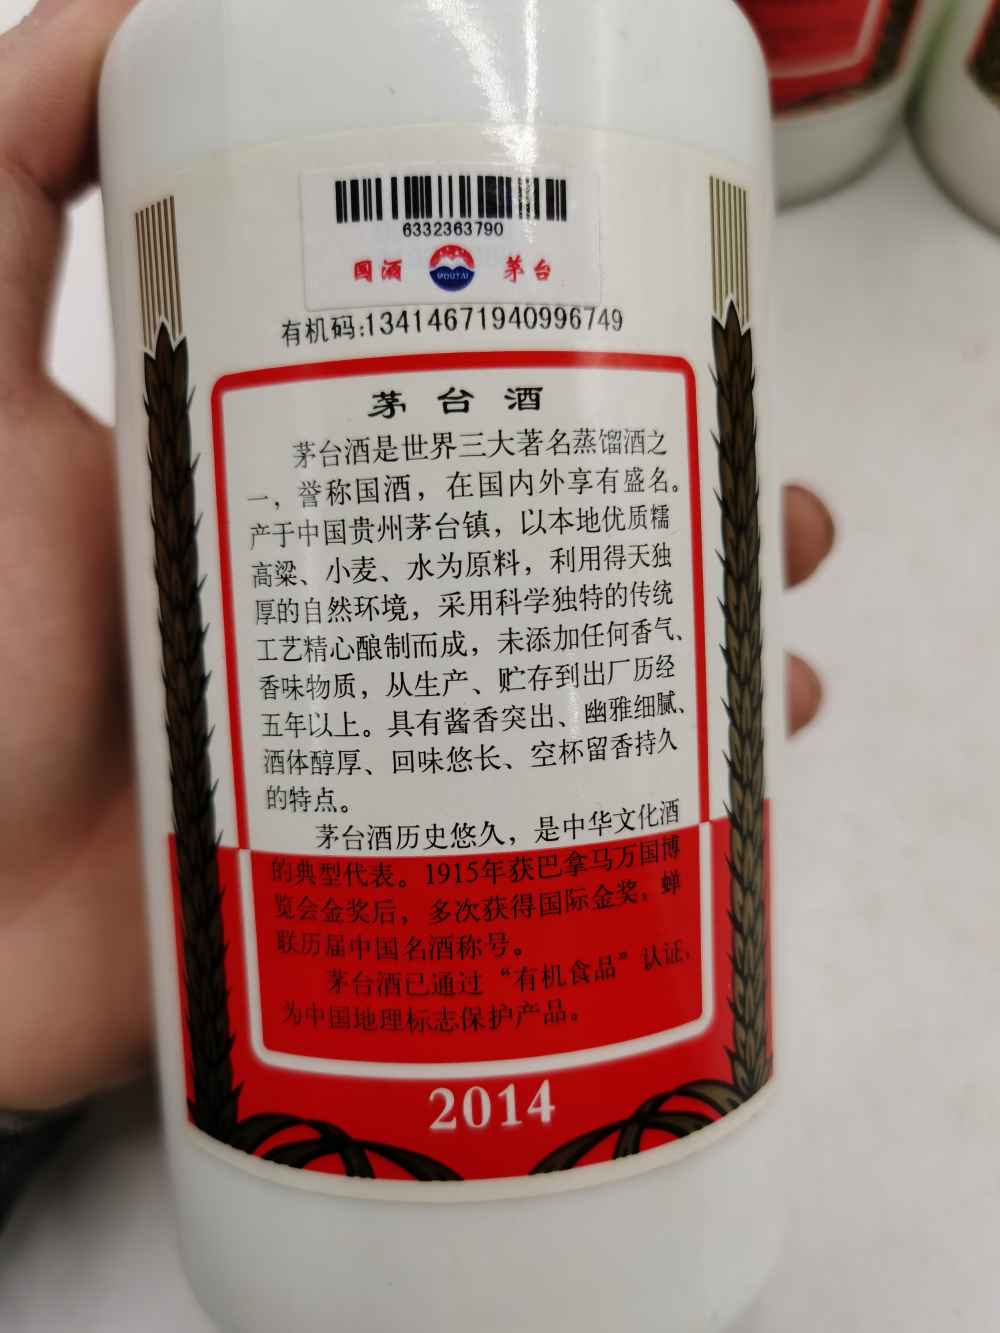 6332363790
国酒 MOUTAI 茅台
有机码:13414671940996749
茅台酒
茅台酒是世界三大著名蒸馏酒之
一，誉称国酒，在国内外享有盛名。
产于中国贵州茅台镇，以本地优质糯
高粱、小麦、水为原料，利用得天独
厚的自然环境，采用科学独特的传统
工艺精心酿制而成，未添加任何香气、
香味物质，从生产、贮存到出厂历经
五年以上。具有酱香突出、幽雅细腻、
酒体醇厚、回味悠长、空杯留香持久
的特点。
茅台酒历史悠久，是中华文化酒
的典型代表。1915年获巴拿马万国博
览会金奖后，多次获得国际金奖，蝉
联历届中国名酒称号。
茅台酒已通过“有机食品”认证，
为中国地理标志保护产品。
2014